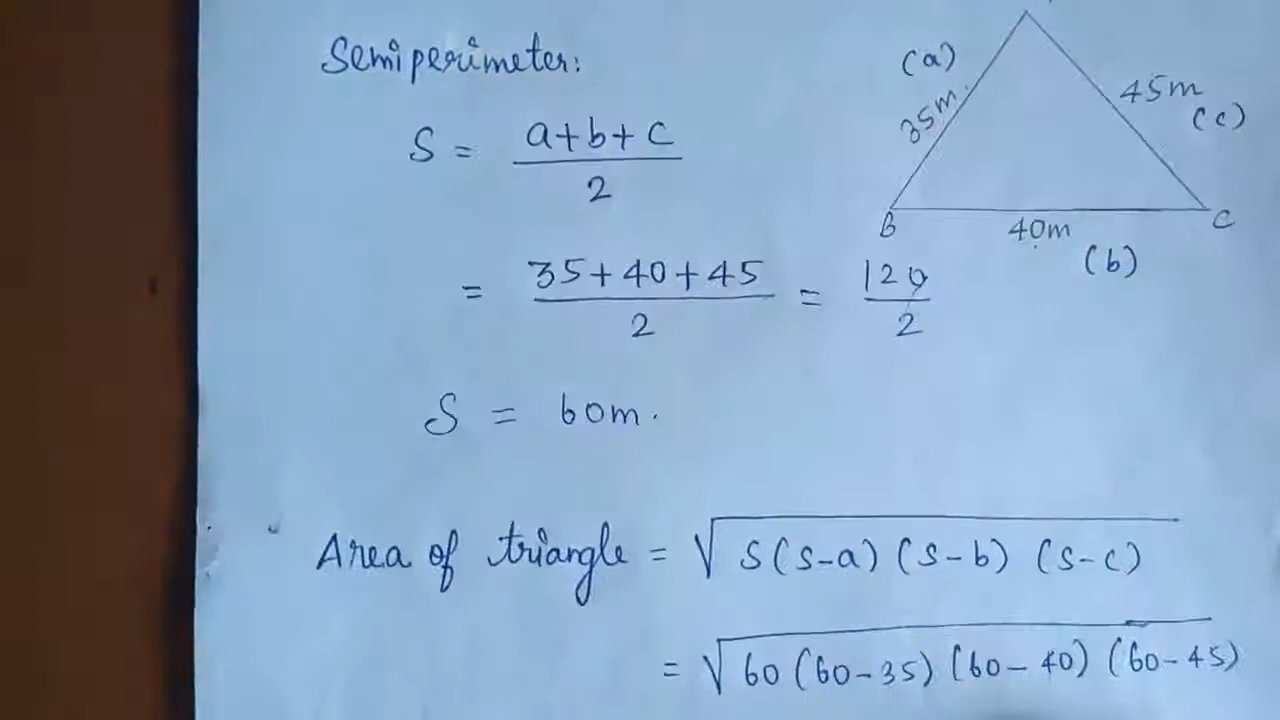 Semiperimeter:
S = a+b+c / 2
= 35+40+45 / 2 = 120 / 2
S = 60m.
(a)
35m.
45m
(c)
B
40m
C
(b)
Area of triangle = √ S(S-a) (S-b) (S-c)
= √ 60 (60-35) (60-40) (60-45)